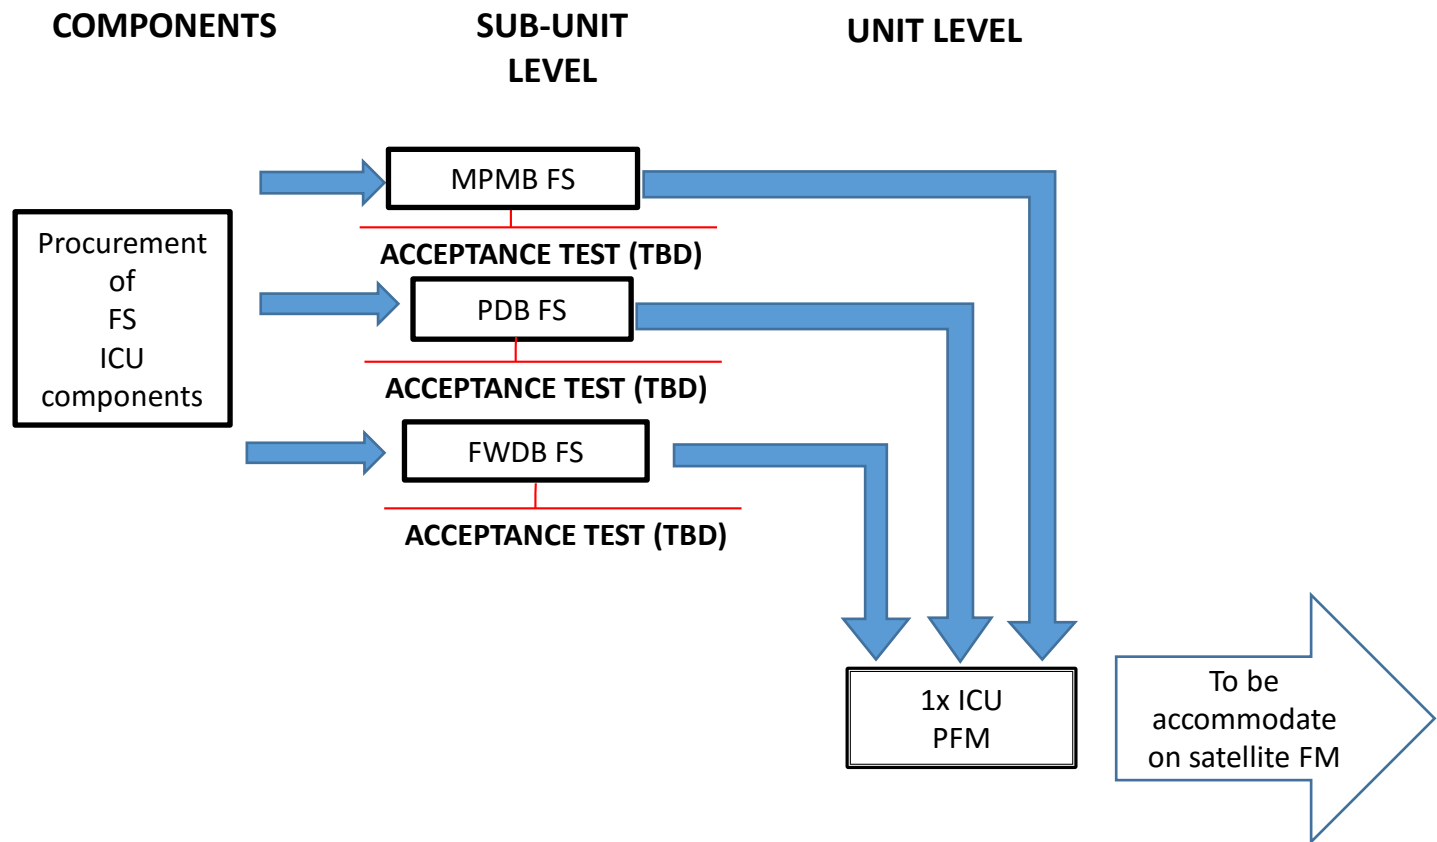 COMPONENTS
SUB-UNIT
LEVEL
UNIT LEVEL
Procurement
of
FS
ICU
components
MPMB FS
ACCEPTANCE TEST (TBD)
PDB FS
ACCEPTANCE TEST (TBD)
FWDB FS
ACCEPTANCE TEST (TBD)
1x ICU
PFM
To be
accommodate
on satellite FM